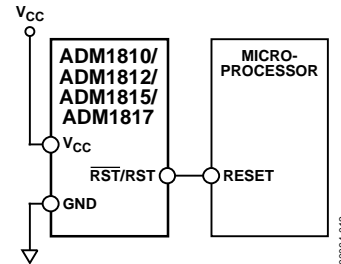 VCC
ADM1810/
ADM1812/
ADM1815/
ADM1817
MICRO-
PROCESSOR
VCC
RST/RST
RESET
GND